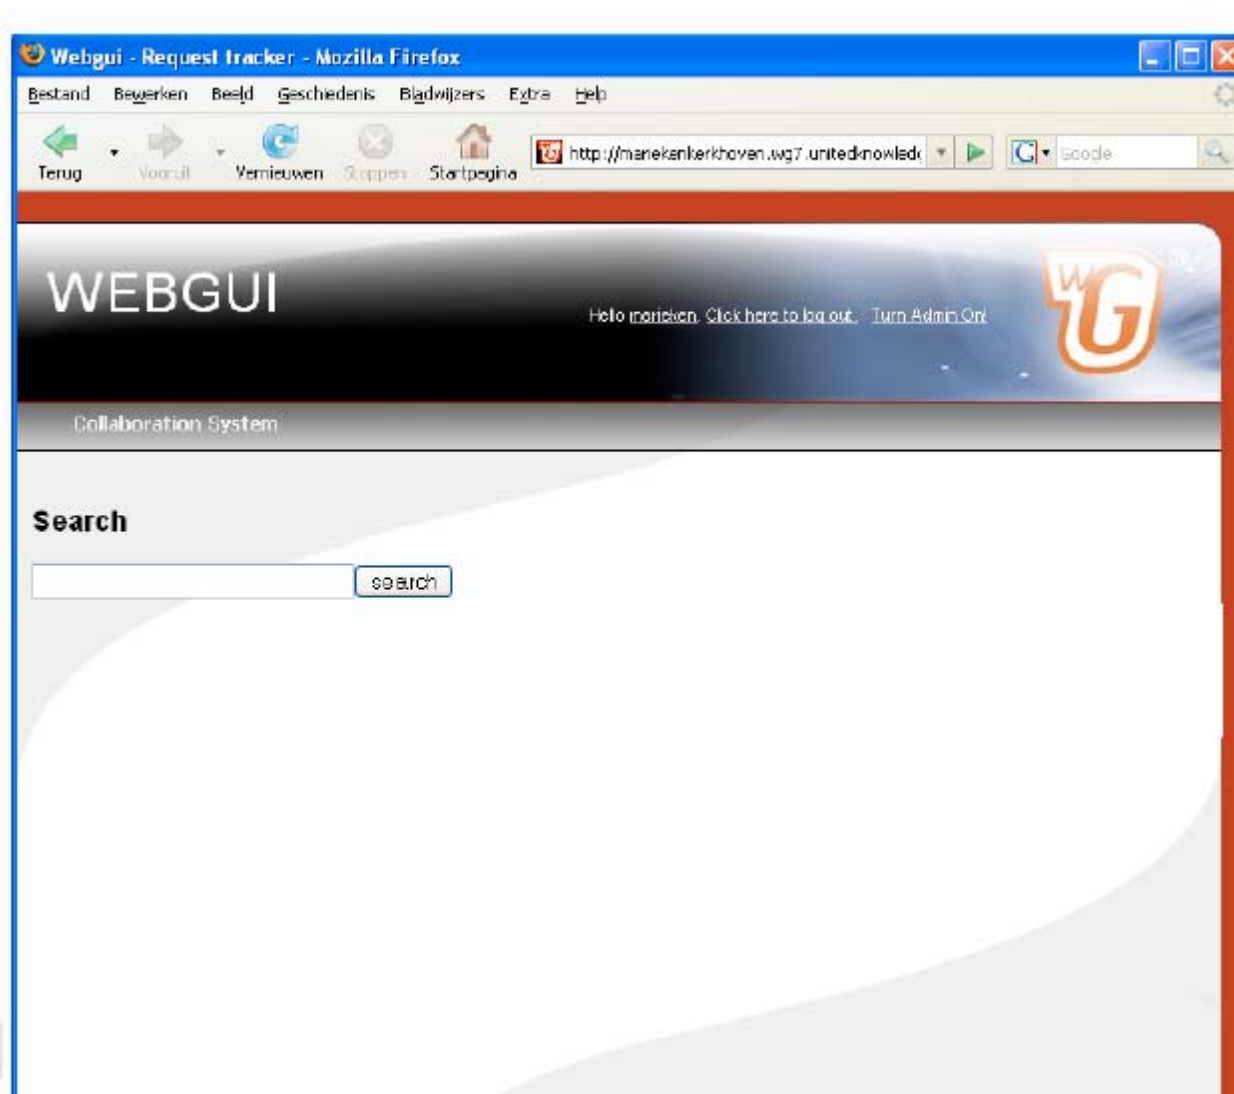 Webgui - Request tracker - Mozilla Firefox
Bestand Bewerken Beeld Geschiedenis Bladwijzers Extra Help
Terug Vooruit Vernieuwen Stoppen Startpagina http://mariekenkerkhoven.wg7.unitedknowled Google
WEBGUI
Hello marieken. Click here to log out. Turn Admin On!
WG
Collaboration System
Search
search